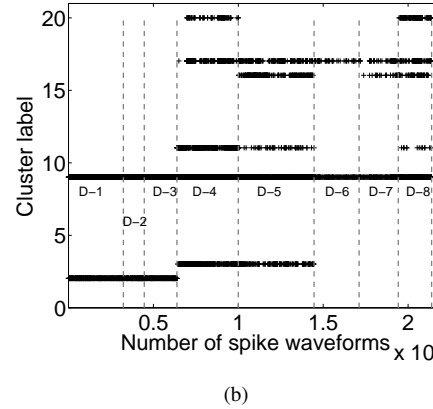 20
15
10
5
0
Cluster label
D-1
D-2
D-3
D-4
D-5
D-6
D-7
D-8
0.5 1 1.5 2
Number of spike waveforms
x 10
(b)